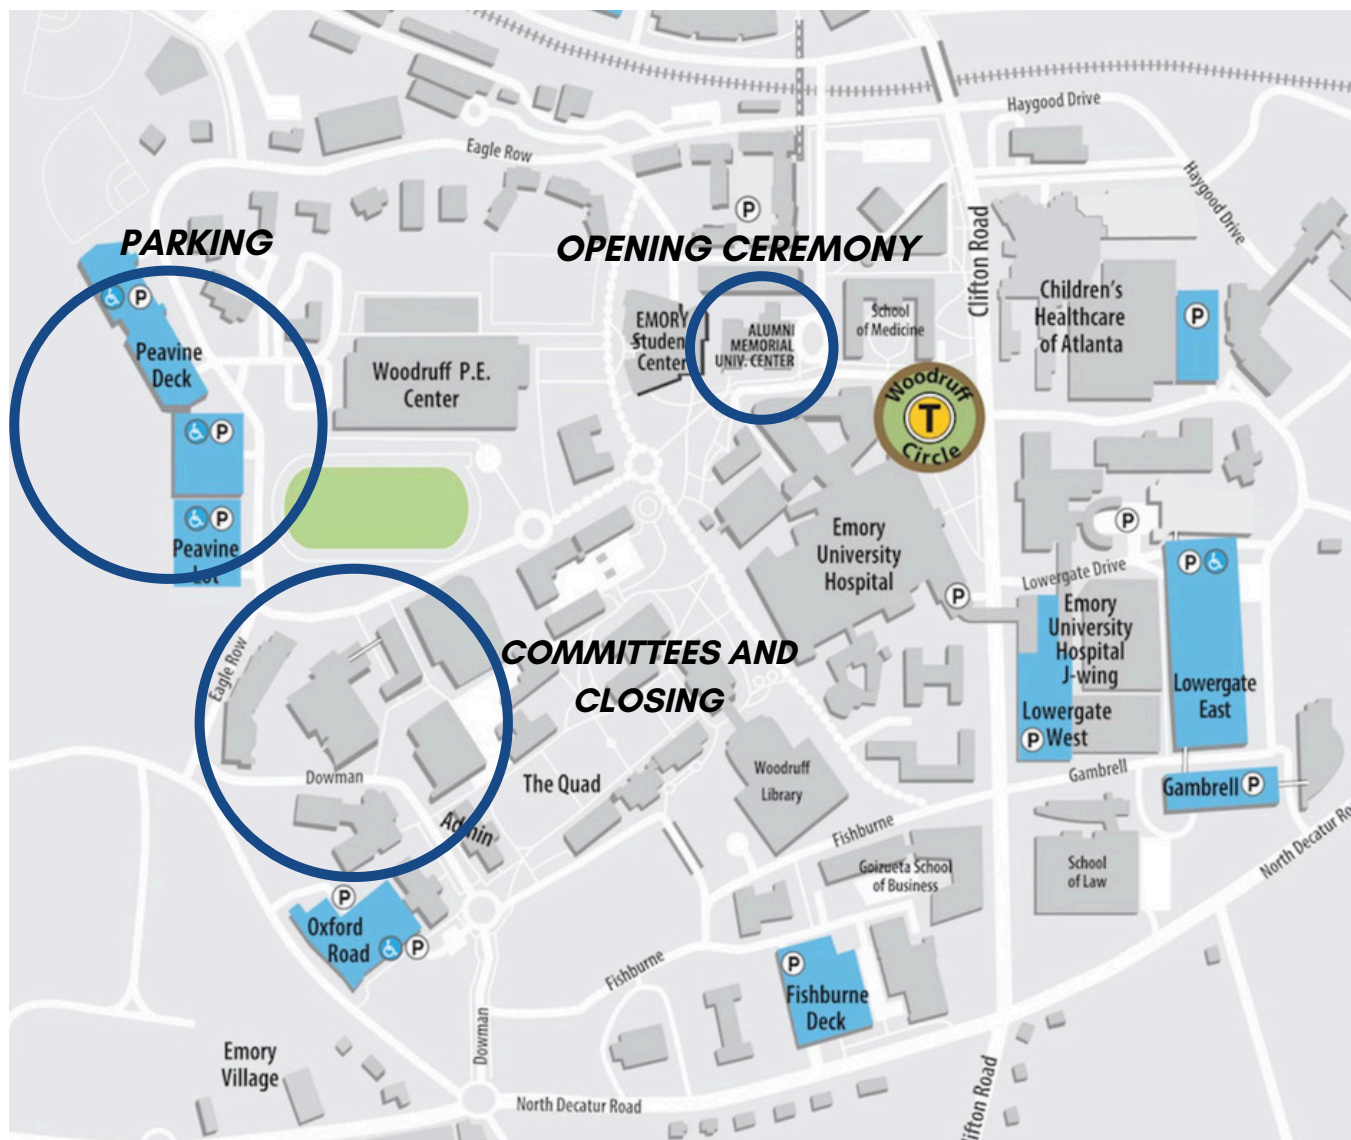 Haygood Drive
Eagle Row
Haygood Drive
P
PARKING
OPENING CEREMONY
Clifton Road
P
Peavine
Deck
P
Woodruff P.E.
Center
EMORY
Student
Center
ALUMNI
MEMORIAL
UNIV. CENTER
School
of Medicine
Children's
Healthcare
of Atlanta
P
Woodruff
T
Circle
P
Peavine
Lot
Emory
University
Hospital
P
P
Lowergate Drive
P
Emory
University
Hospital
J-wing
Lowergate
East
Lowergate
West
P
Eagle Row
COMMITTEES AND
CLOSING
Dowman
The Quad
Admin
Woodruff
Library
Gambrell
Gambrell P
Fishburne
Goizueta School
of Business
School
of Law
North Decatur Ro
P
Oxford
Road
P
Fishburne
P
Fishburne
Deck
Dowman
Emory
Village
North Decatur Road
lifton Road